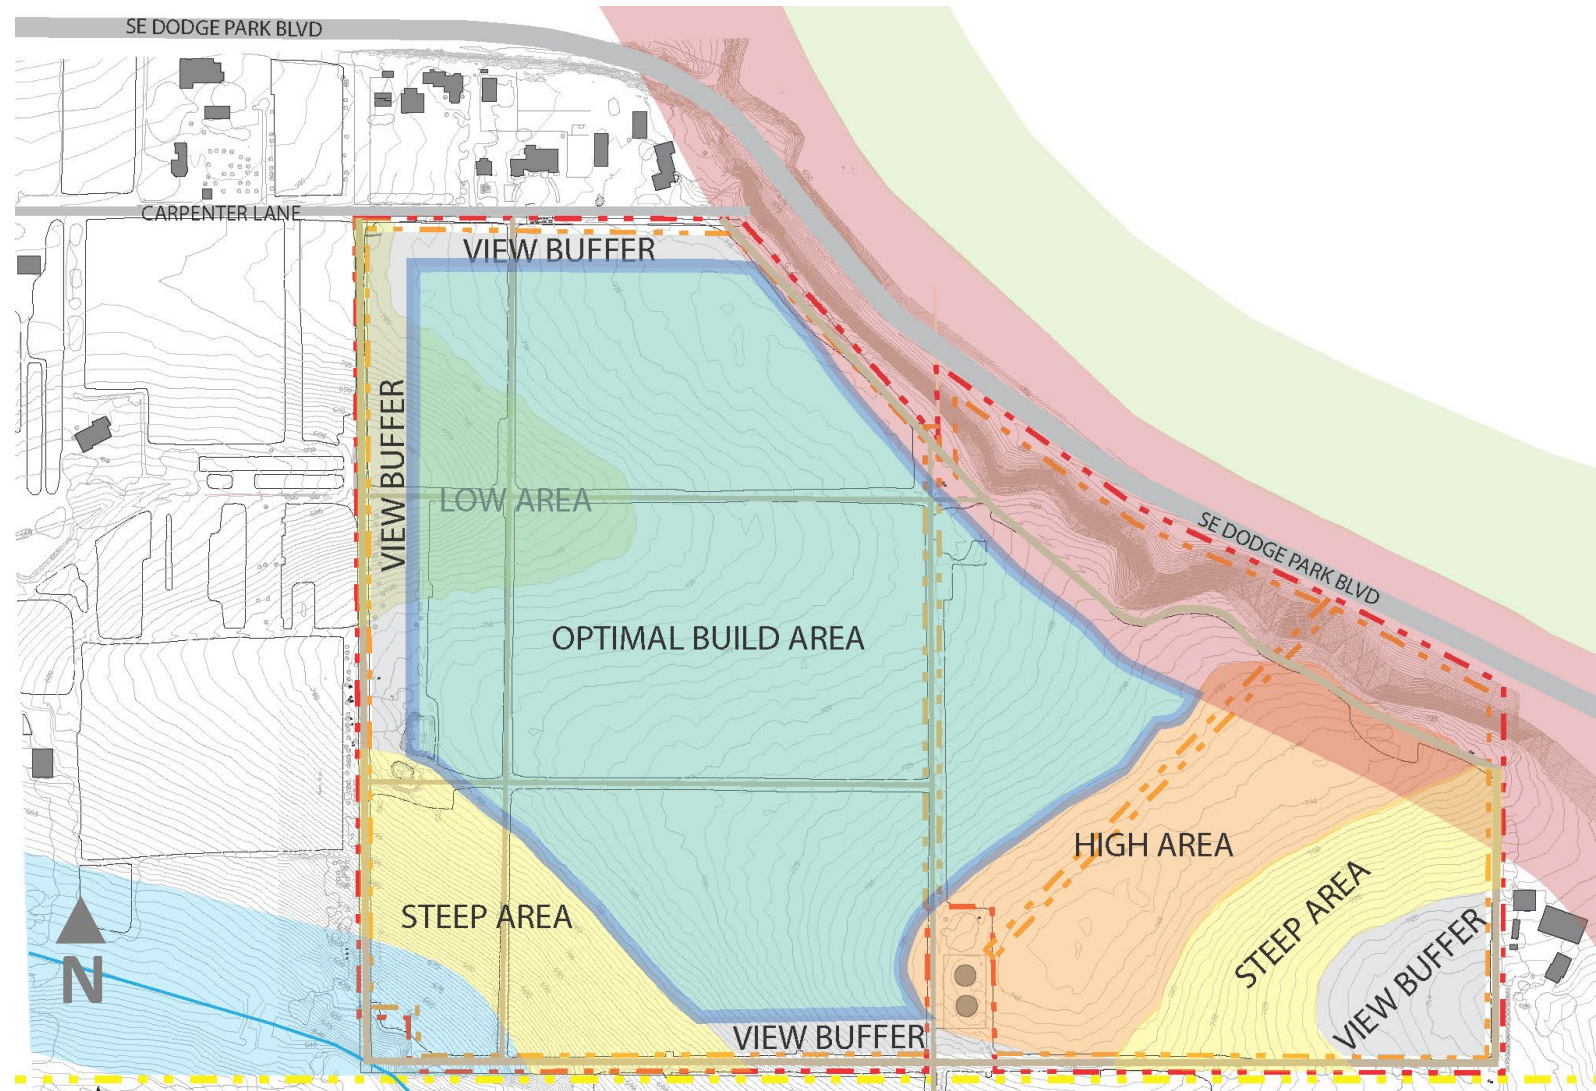 SE DODGE PARK BLVD
CARPENTER LANE
VIEW BUFFER
VIEW BUFFER
LOW AREA
SE DODGE PARK BLVD
OPTIMAL BUILD AREA
HIGH AREA
STEEP AREA
STEEP AREA
VIEW BUFFER
N
VIEW BUFFER